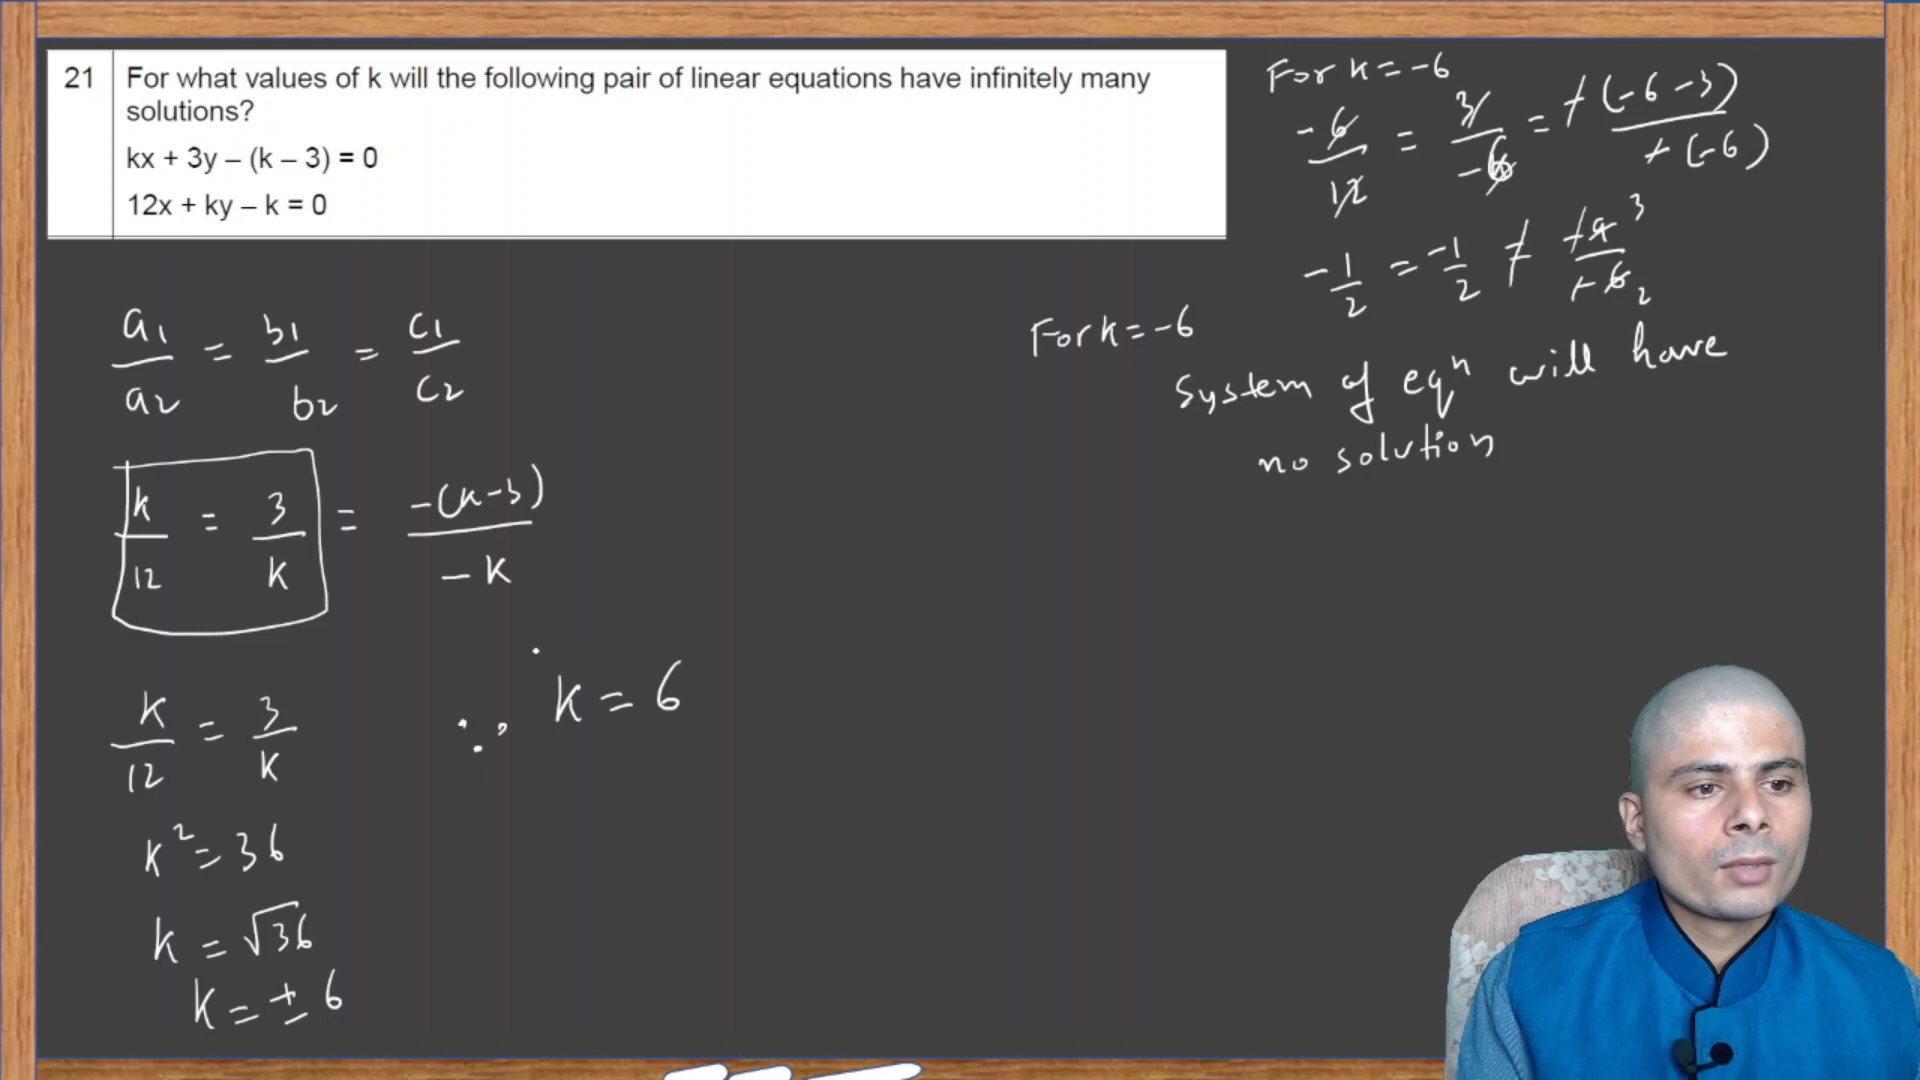 21 For what values of k will the following pair of linear equations have infinitely many
solutions?
kx + 3y – (k – 3) = 0
12x + ky – k = 0
a1/a2 = b1/b2 = c1/c2
k/12 = 3/K = -(k-3)/-K
K/12 = 3/K
K² = 36
k = √36
k = ± 6
∵ k = 6
For k = -6
-6/12 = 3/-6 = +(-6-3)/+(-6)
-1/2 = -1/2 ≠ +9 3/+6 2
For k = -6
System of eqⁿ will have
no solution